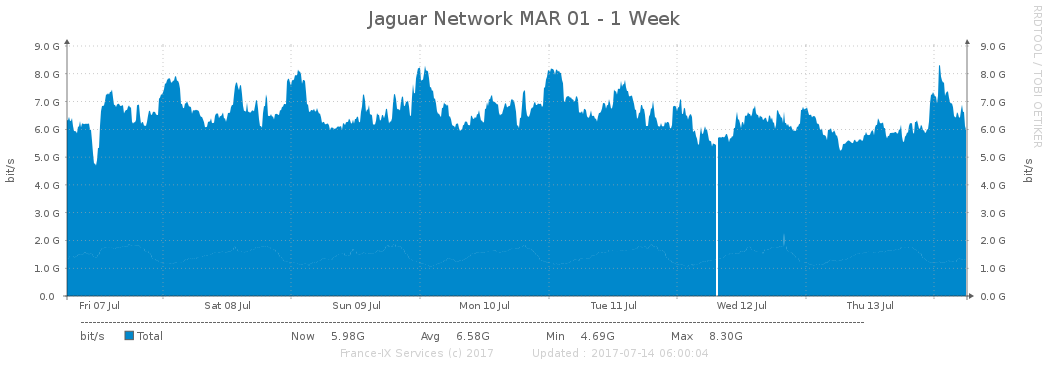 Jaguar Network MAR 01 - 1 Week
RRDTOOL / TOBI OETIKER
bit/s
9.0 G
8.0 G
7.0 G
6.0 G
5.0 G
4.0 G
3.0 G
2.0 G
1.0 G
0.0
9.0 G
8.0 G
7.0 G
6.0 G
5.0 G
4.0 G
3.0 G
2.0 G
1.0 G
0.0 G
bit/s
Fri 07 Jul Sat 08 Jul Sun 09 Jul Mon 10 Jul Tue 11 Jul Wed 12 Jul Thu 13 Jul
bit/s Total Now 5.98G Avg 6.58G Min 4.69G Max 8.30G
France-IX Services (c) 2017 Updated : 2017-07-14 06:00:04